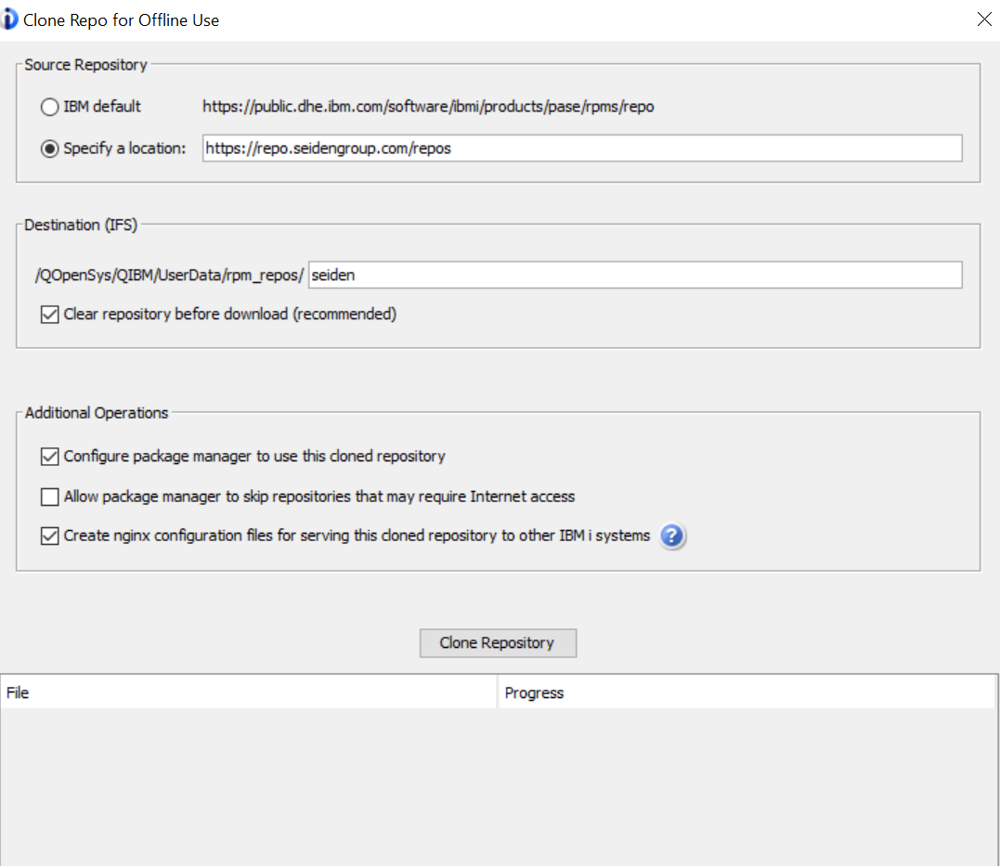 Clone Repo for Offline Use
Source Repository
IBM default https://public.dhe.ibm.com/software/ibmi/products/pase/rpms/repo
Specify a location: https://repo.seidengroup.com/repos
Destination (IFS)
/QOpenSys/QIBM/UserData/rpm_repos/ seiden
Clear repository before download (recommended)
Additional Operations
Configure package manager to use this cloned repository
Allow package manager to skip repositories that may require Internet access
Create nginx configuration files for serving this cloned repository to other IBM i systems ?
Clone Repository
File Progress